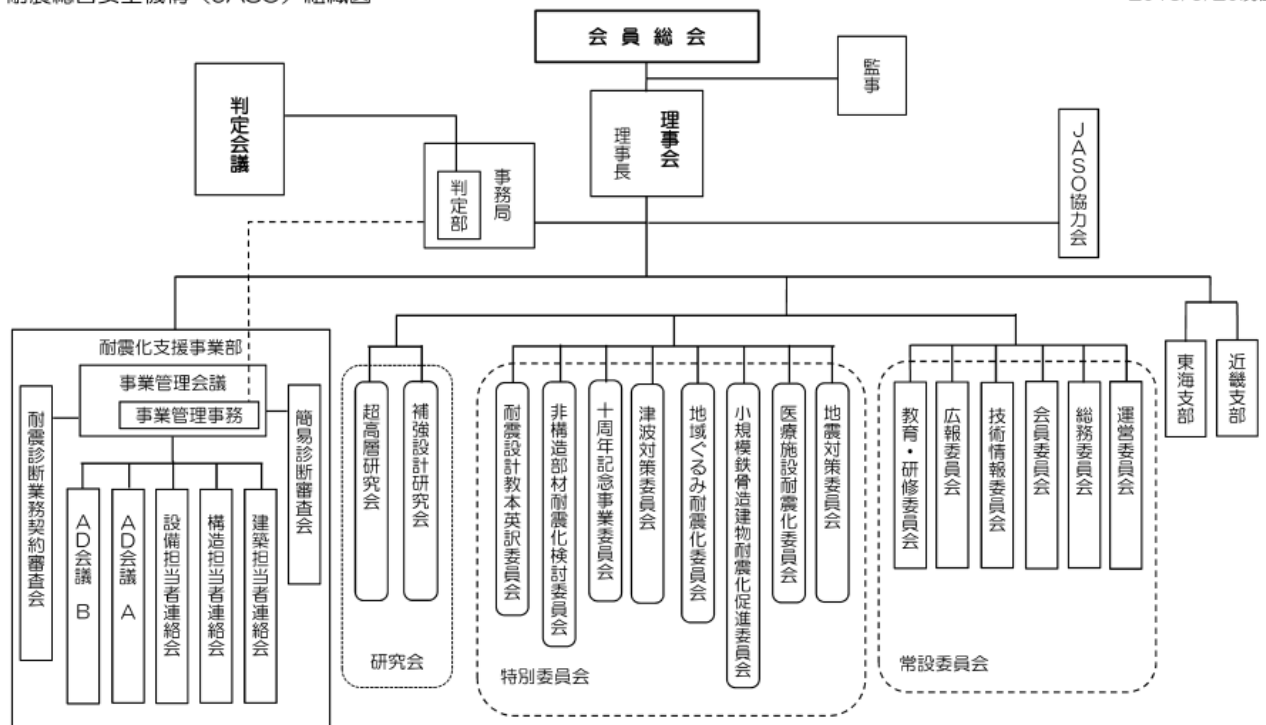 会員総会
監事
判定会議
理事会
理事長
事務局
判定部
JASO協力会
耐震化支援事業部
事業管理会議
事業管理事務
耐震診断業務契約審査会
簡易診断審査会
AD会議 B
AD会議 A
設備担当者連絡会
構造担当者連絡会
建築担当者連絡会
超高層研究会
補強設計研究会
研究会
耐震設計教本英訳委員会
非構造部材耐震化検討委員会
十周年記念事業委員会
津波対策委員会
地域ぐるみ耐震化委員会
小規模鉄骨造建物耐震化促進委員会
医療施設耐震化委員会
地震対策委員会
特別委員会
教育・研修委員会
広報委員会
技術情報委員会
会員委員会
総務委員会
運営委員会
常設委員会
東海支部
近畿支部